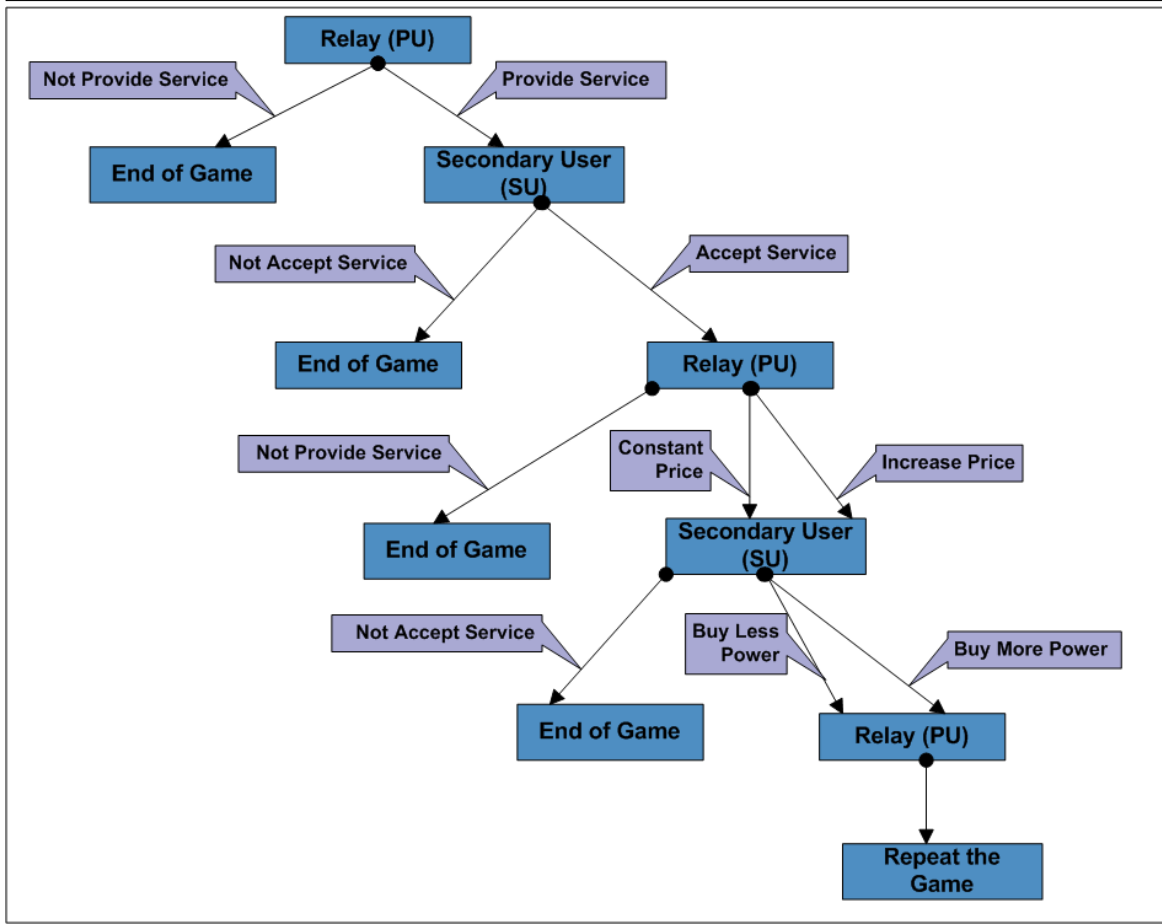 Relay (PU)
Not Provide Service
Provide Service
End of Game
Secondary User
(SU)
Not Accept Service
Accept Service
End of Game
Relay (PU)
Not Provide Service
Constant
Price
Increase Price
End of Game
Secondary User
(SU)
Not Accept Service
Buy Less
Power
Buy More Power
End of Game
Relay (PU)
Repeat the
Game